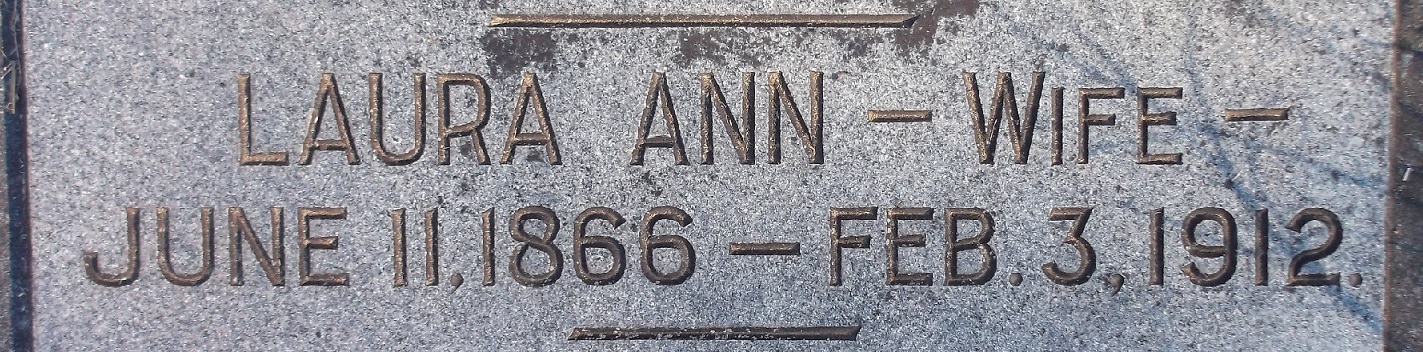 LAURA ANN – WIFE –
JUNE 11, 1866 – FEB. 3, 1912.